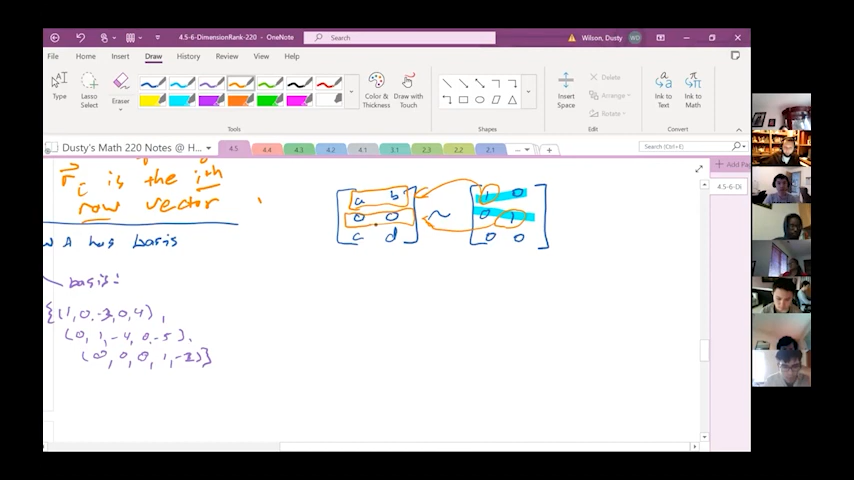 4.5-6-DimensionRank-220 - OneNote
Search
Wilson, Dusty
WD
File Home Insert Draw History Review View Help
Type
Lasso Select
Eraser
Color & Thickness
Draw with Touch
Insert Space
Delete
Arrange
Rotate
Ink to Text
Ink to Math
Tools
Shapes
Edit
Convert
Dusty's Math 220 Notes @ H...
4.5 4.4 4.3 4.2 4.1 3.1 2.3 2.2 2.1
Search (Ctrl+E)
Add Pa
4.5-6-Di
r i is the ith
row vector
w A has basis
basis:
{(1, 0, -3, 0, 4),
(0, 1, -4, 0, -5),
(0, 0, 0, 1, -2)}
a b ~ 1 0
0 0 0 1
c d 0 0